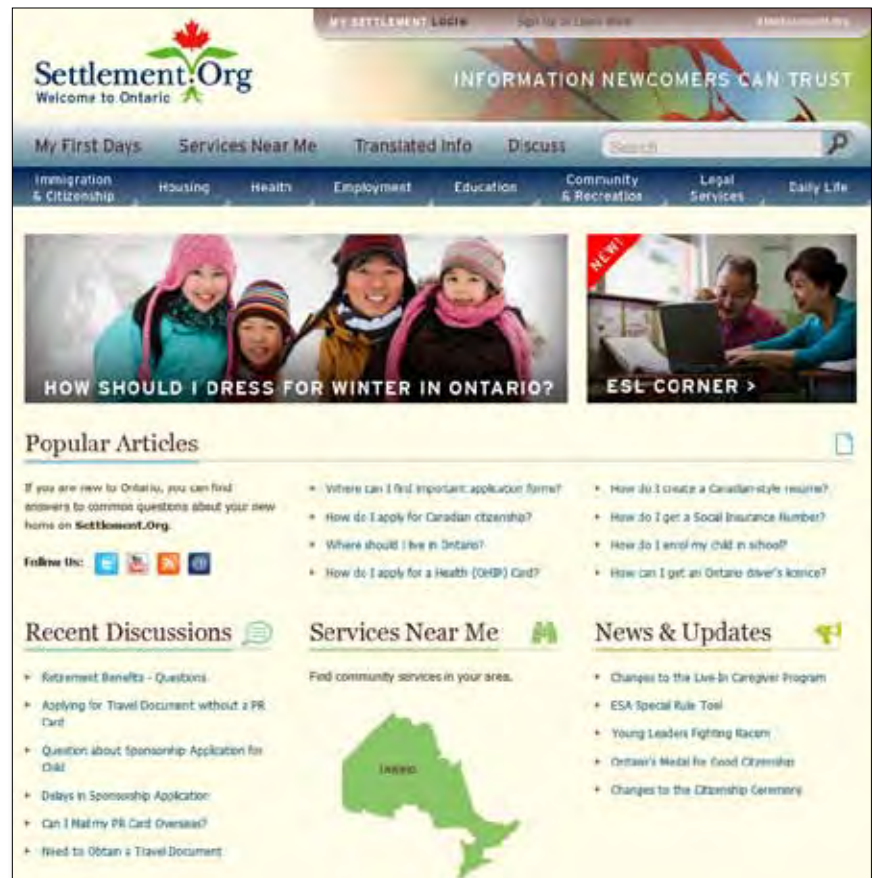 MY SETTLEMENT LOGIN Sign Up or Learn More
Settlement.Org
Welcome to Ontario
INFORMATION NEWCOMERS CAN TRUST
My First Days Services Near Me Translated Info Discuss Search
Immigration & Citizenship Housing Health Employment Education Community & Recreation Legal Services Daily Life
HOW SHOULD I DRESS FOR WINTER IN ONTARIO?
NEW!
ESL CORNER >
Popular Articles
If you are new to Ontario, you can find
answers to common questions about your new
home on Settlement.Org.
Follow Us:
Where can I find important application forms?
How do I apply for Canadian citizenship?
Where should I live in Ontario?
How do I apply for a Health (OHIP) Card?
How do I create a Canadian-style resume?
How do I get a Social Insurance Number?
How do I enrol my child in school?
How can I get an Ontario driver's licence?
Recent Discussions
Retirement Benefits - Questions
Applying for Travel Document without a PR
Card
Question about Sponsorship Application for
Child
Delays in Sponsorship Application
Can I Mail my PR Card Overseas?
Need to Obtain a Travel Document
Services Near Me
Find community services in your area.
Ontario
News & Updates
Changes to the Live-In Caregiver Program
ESA Special Rule Tool
Young Leaders Fighting Racism
Ontario's Medal for Good Citizenship
Changes to the Citizenship Ceremony